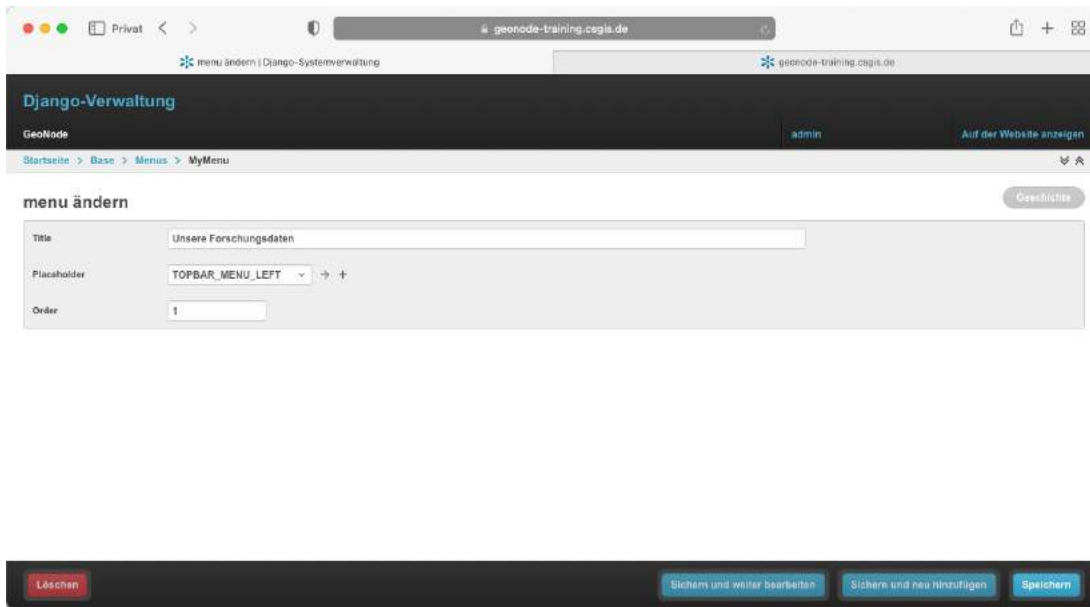 Privat
geonode-training.csgis.de
menu ändern | Django-Systemverwaltung
geonode-training.csgis.de
Django-Verwaltung
GeoNode
admin
Auf der Website anzeigen
Startseite > Base > Menus > MyMenu
menu ändern
Geschichte
Title
Unsere Forschungsdaten
Placeholder
TOPBAR_MENU_LEFT
Order
1
Löschen
Sichern und weiter bearbeiten
Sichern und neu hinzufügen
Speichern